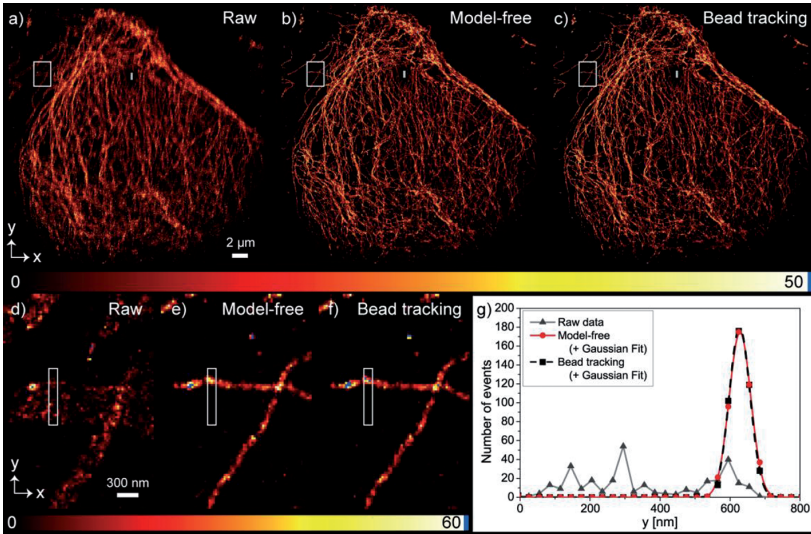 a) Raw
b) Model-free
c) Bead tracking
y
x
2 µm
0 50
d) Raw
e) Model-free
f) Bead tracking
y
x
300 nm
0 60
g)
Raw data
Model-free
(+ Gaussian Fit)
Bead tracking
(+ Gaussian Fit)
Number of events
200
180
160
140
120
100
80
60
40
20
0
0 200 400 600 800
y [nm]